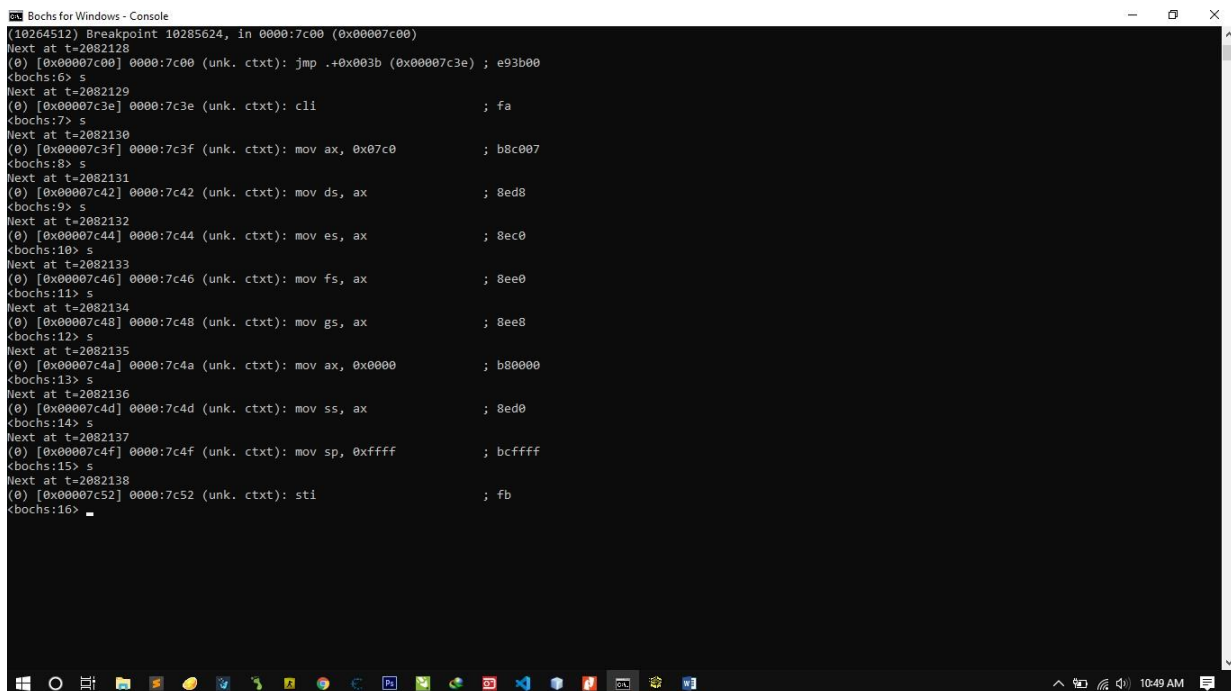 Bochs for Windows - Console
(10264512) Breakpoint 10285624, in 0000:7c00 (0x00007c00)
Next at t=2082128
(0) [0x00007c00] 0000:7c00 (unk. ctxt): jmp .+0x003b (0x00007c3e) ; e93b00
<bochs:6> s
Next at t=2082129
(0) [0x00007c3e] 0000:7c3e (unk. ctxt): cli ; fa
<bochs:7> s
Next at t=2082130
(0) [0x00007c3f] 0000:7c3f (unk. ctxt): mov ax, 0x07c0 ; b8c007
<bochs:8> s
Next at t=2082131
(0) [0x00007c42] 0000:7c42 (unk. ctxt): mov ds, ax ; 8ed8
<bochs:9> s
Next at t=2082132
(0) [0x00007c44] 0000:7c44 (unk. ctxt): mov es, ax ; 8ec0
<bochs:10> s
Next at t=2082133
(0) [0x00007c46] 0000:7c46 (unk. ctxt): mov fs, ax ; 8ee0
<bochs:11> s
Next at t=2082134
(0) [0x00007c48] 0000:7c48 (unk. ctxt): mov gs, ax ; 8ee8
<bochs:12> s
Next at t=2082135
(0) [0x00007c4a] 0000:7c4a (unk. ctxt): mov ax, 0x0000 ; b80000
<bochs:13> s
Next at t=2082136
(0) [0x00007c4d] 0000:7c4d (unk. ctxt): mov ss, ax ; 8ed0
<bochs:14> s
Next at t=2082137
(0) [0x00007c4f] 0000:7c4f (unk. ctxt): mov sp, 0xffff ; bcffff
<bochs:15> s
Next at t=2082138
(0) [0x00007c52] 0000:7c52 (unk. ctxt): sti ; fb
<bochs:16>
10:49 AM